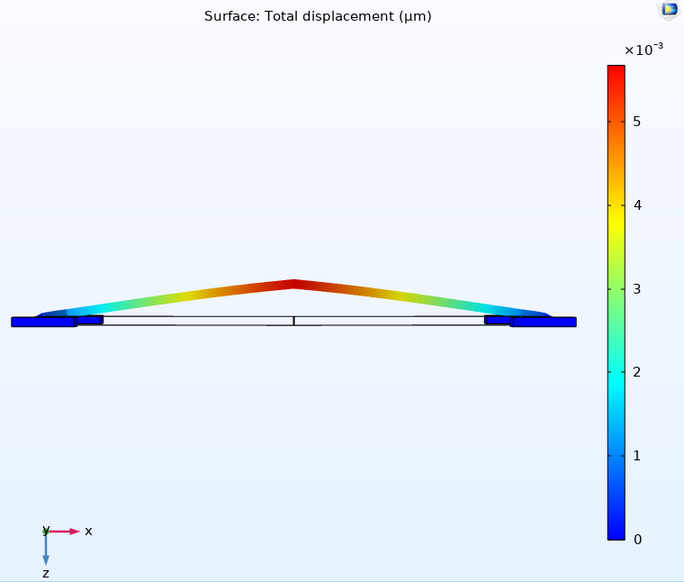 Surface: Total displacement (µm)
×10⁻³
5
4
3
2
1
0
y
x
z